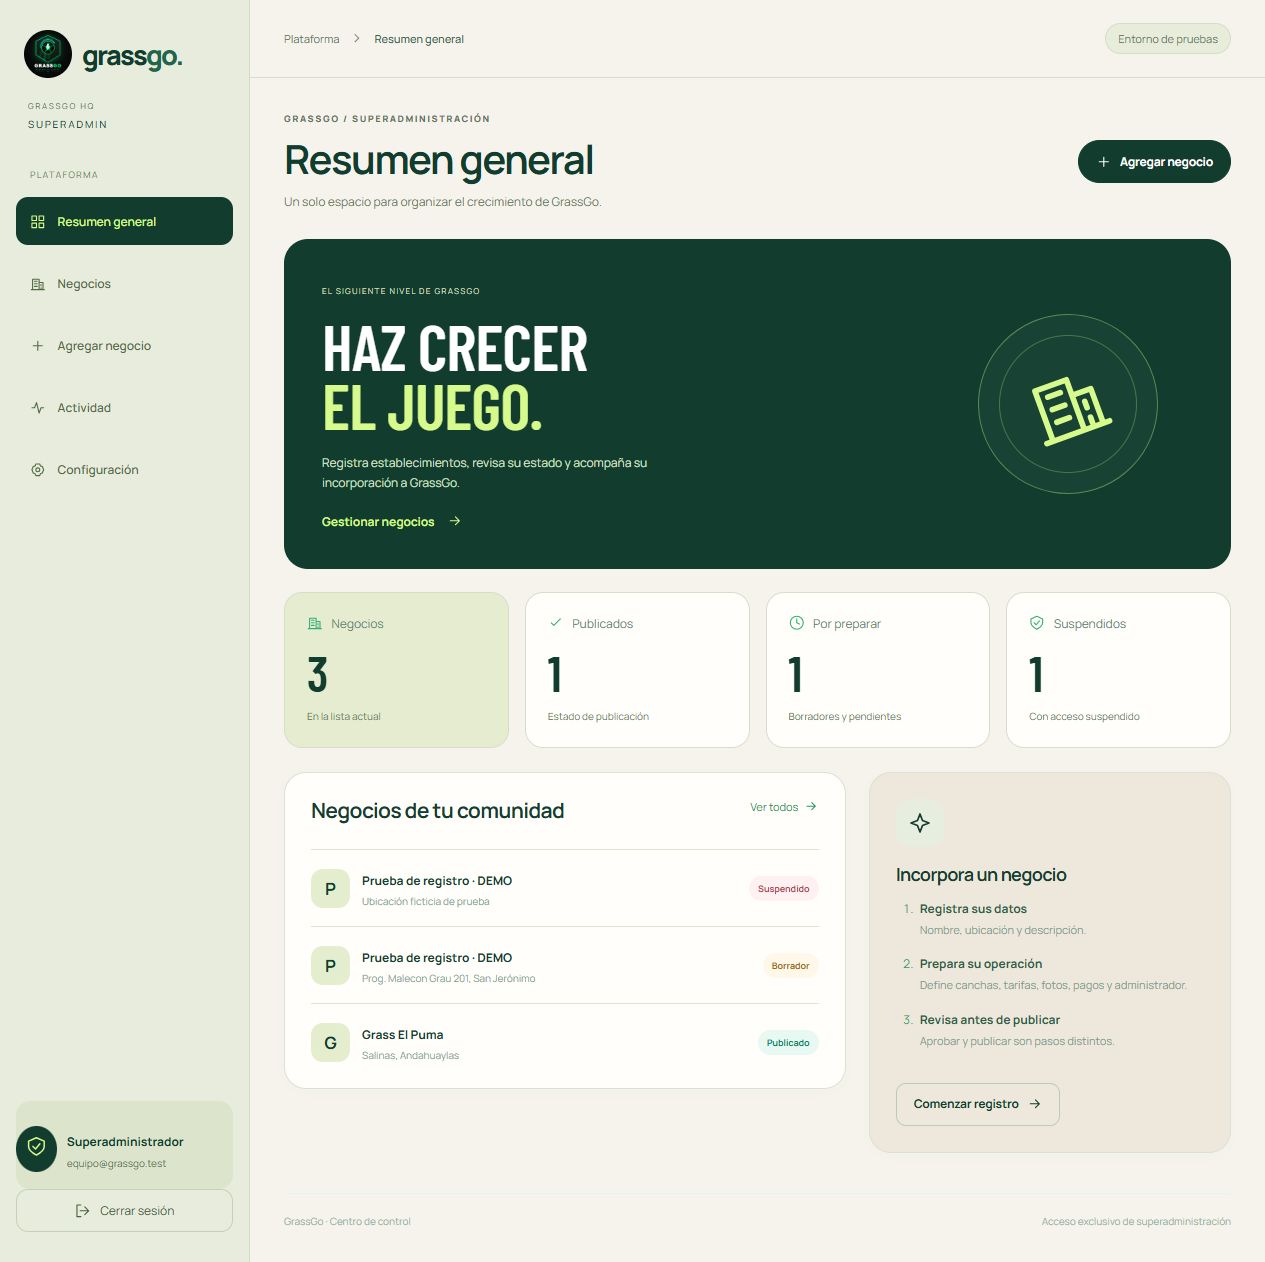 GRASSGO
grassgo.
GRASSGO HQ
SUPERADMIN
PLATAFORMA
Resumen general
Negocios
Agregar negocio
Actividad
Configuración
Superadministrador
equipo@grassgo.test
Cerrar sesión
Plataforma
Resumen general
Entorno de pruebas
GRASSGO / SUPERADMINISTRACIÓN
Resumen general
Un solo espacio para organizar el crecimiento de GrassGo.
Agregar negocio
EL SIGUIENTE NIVEL DE GRASSGO
HAZ CRECER
EL JUEGO.
Registra establecimientos, revisa su estado y acompaña su
incorporación a GrassGo.
Gestionar negocios
Negocios
3
En la lista actual
Publicados
1
Estado de publicación
Por preparar
1
Borradores y pendientes
Suspendidos
1
Con acceso suspendido
Negocios de tu comunidad
Ver todos
P
Prueba de registro · DEMO
Ubicación ficticia de prueba
Suspendido
P
Prueba de registro · DEMO
Prog. Malecon Grau 201, San Jerónimo
Borrador
G
Grass El Puma
Salinas, Andahuaylas
Publicado
Incorpora un negocio
1. Registra sus datos
Nombre, ubicación y descripción.
2. Prepara su operación
Define canchas, tarifas, fotos, pagos y administrador.
3. Revisa antes de publicar
Aprobar y publicar son pasos distintos.
Comenzar registro
GrassGo · Centro de control
Acceso exclusivo de superadministración